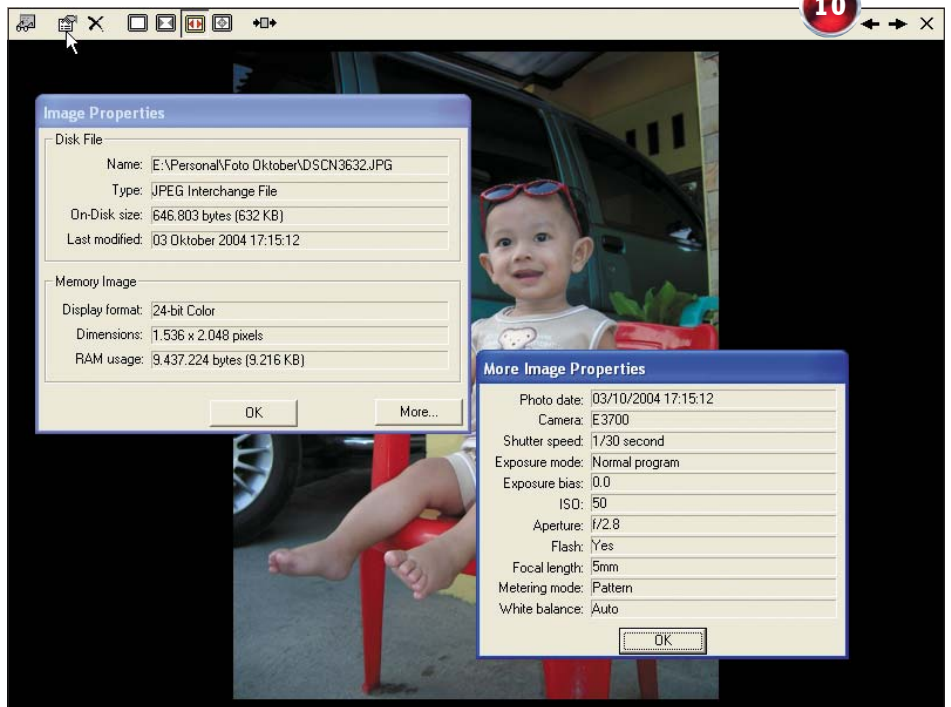 10
Image Properties
Disk File
Name: E:\Personal\Foto Oktober\DSCN3632.JPG
Type: JPEG Interchange File
On-Disk size: 646.803 bytes (632 KB)
Last modified: 03 Oktober 2004 17:15:12
Memory Image
Display format: 24-bit Color
Dimensions: 1.536 x 2.048 pixels
RAM usage: 9.437.224 bytes (9.216 KB)
OK More...
More Image Properties
Photo date: 03/10/2004 17:15:12
Camera: E3700
Shutter speed: 1/30 second
Exposure mode: Normal program
Exposure bias: 0.0
ISO: 50
Aperture: f/2.8
Flash: Yes
Focal length: 5mm
Metering mode: Pattern
White balance: Auto
OK